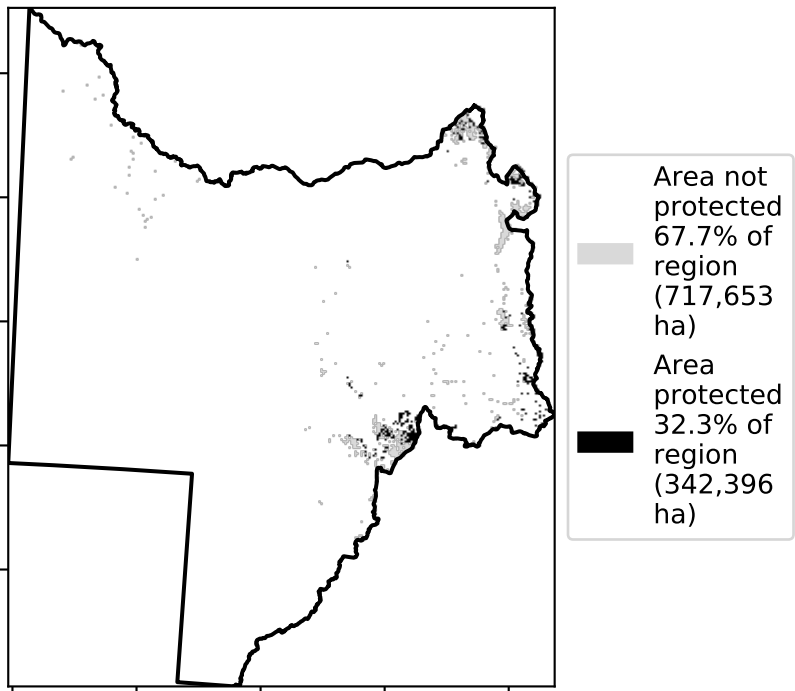 Area not
protected
67.7% of
region
(717,653
ha)
Area
protected
32.3% of
region
(342,396
ha)